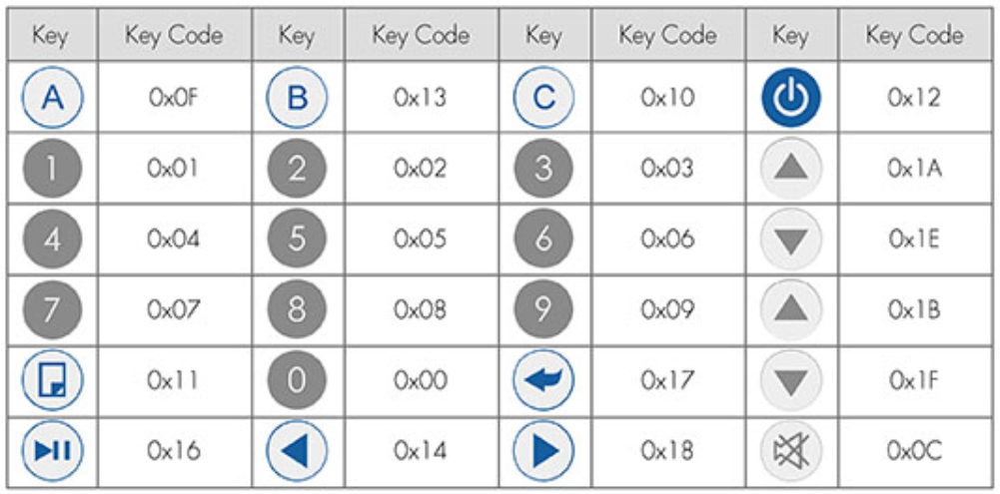 Key Key Code Key Key Code Key Key Code Key Key Code
A 0x0F B 0x13 C 0x10 0x12
1 0x01 2 0x02 3 0x03 0x1A
4 0x04 5 0x05 6 0x06 0x1E
7 0x07 8 0x08 9 0x09 0x1B
0x11 0 0x00 0x17 0x1F
0x16 0x14 0x18 0x0C